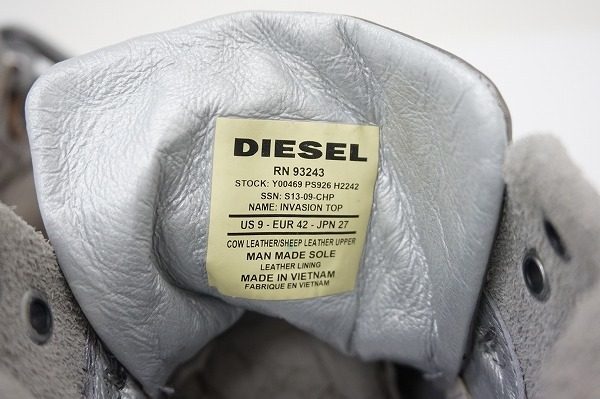 DIESEL
RN 93243
STOCK: Y00469 PS926 H2242
SSN: S13-09-CHP
NAME: INVASION TOP
US 9 - EUR 42 - JPN 27
COW LEATHER/SHEEP LEATHER UPPER
MAN MADE SOLE
LEATHER LINING
MADE IN VIETNAM
FABRIQUE EN VIETNAM